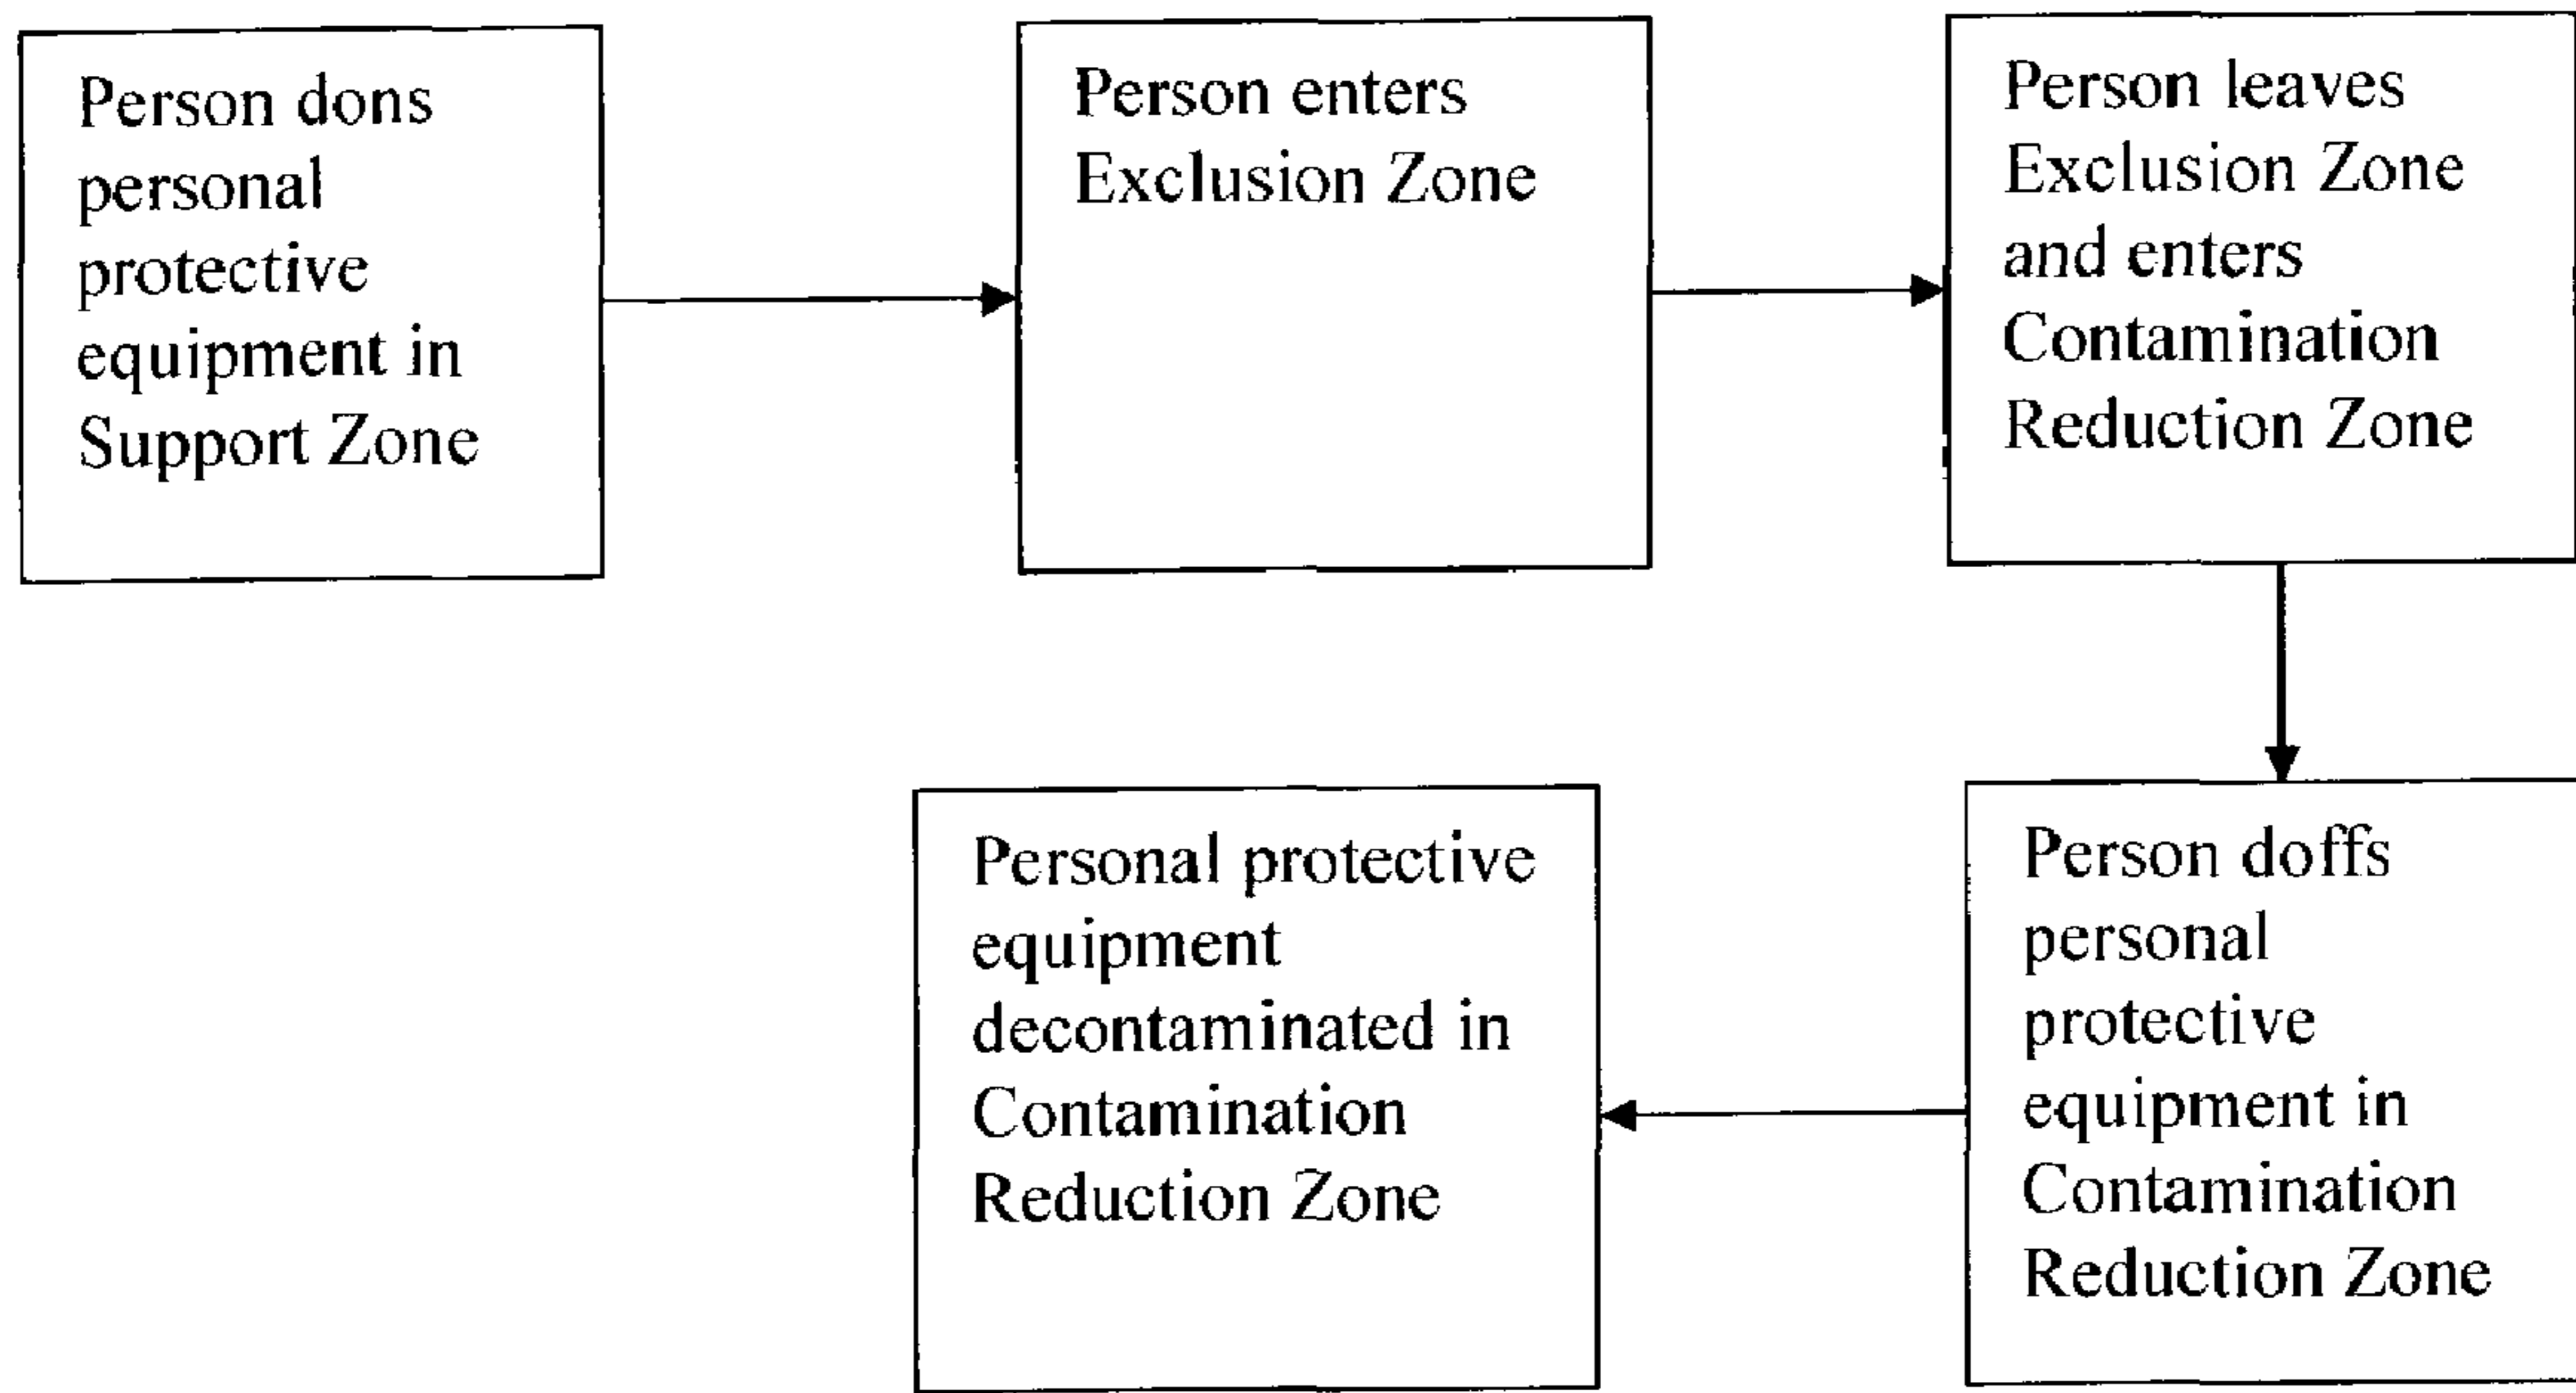 Person dons
personal
protective
equipment in
Support Zone
Person enters
Exclusion Zone
Person leaves
Exclusion Zone
and enters
Contamination
Reduction Zone
Person doffs
personal
protective
equipment in
Contamination
Reduction Zone
Personal protective
equipment
decontaminated in
Contamination
Reduction Zone